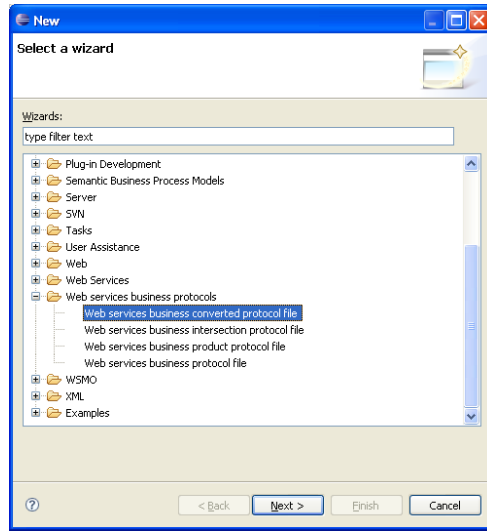 New
Select a wizard
Wizards:
type filter text
Plug-in Development
Semantic Business Process Models
Server
SVN
Tasks
User Assistance
Web
Web Services
Web services business protocols
Web services business converted protocol file
Web services business intersection protocol file
Web services business product protocol file
Web services business protocol file
WSMO
XML
Examples
? < Back Next > Finish Cancel